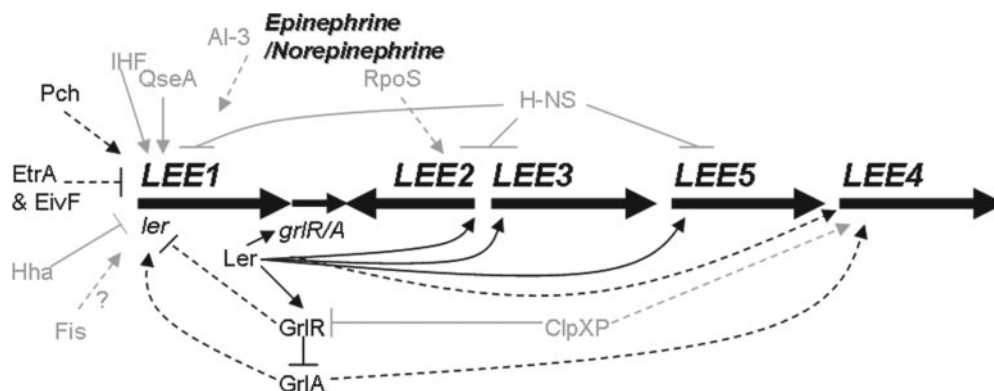 Epinephrine
/Norepinephrine
AI-3
IHF
QseA
RpoS
H-NS
Pch
EtrA
& EivF
LEE1
LEE2
LEE3
LEE5
LEE4
ler
grlR/A
Ler
Hha
?
Fis
GrlR
ClpXP
GrlA